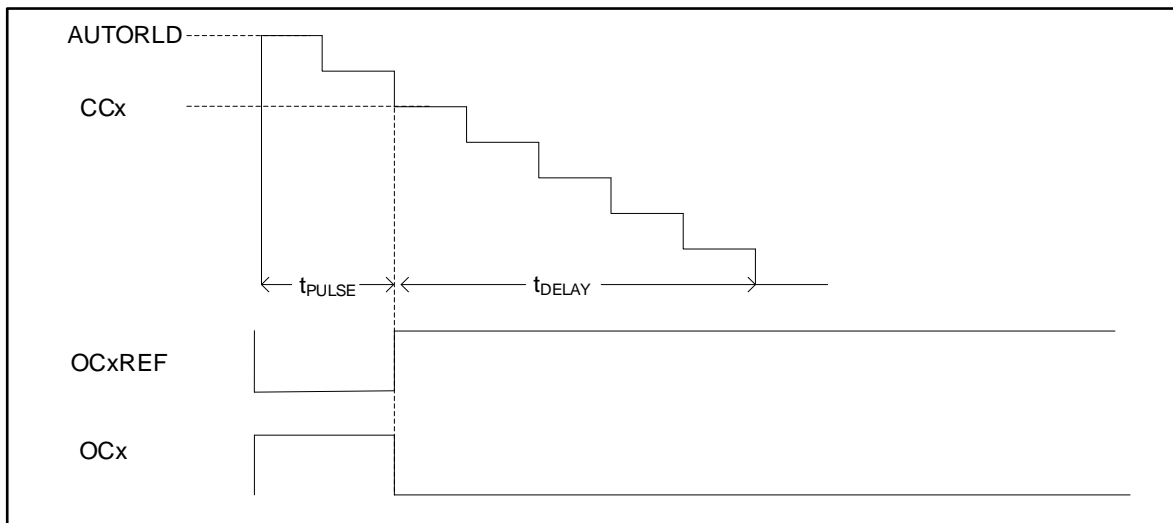 AUTORLD
CCx
tPULSE
tDELAY
OCxREF
OCx